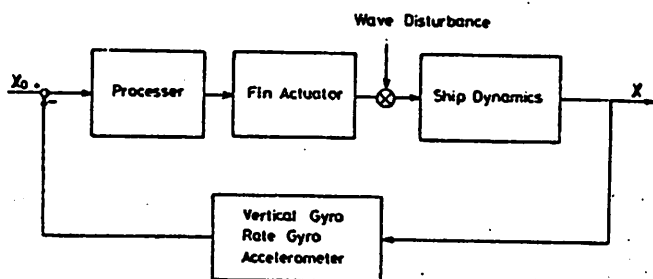 Wave Disturbance
X₀ +
-
Processer
Fin Actuator
Ship Dynamics
X
Vertical Gyro
Rate Gyro
Accelerometer